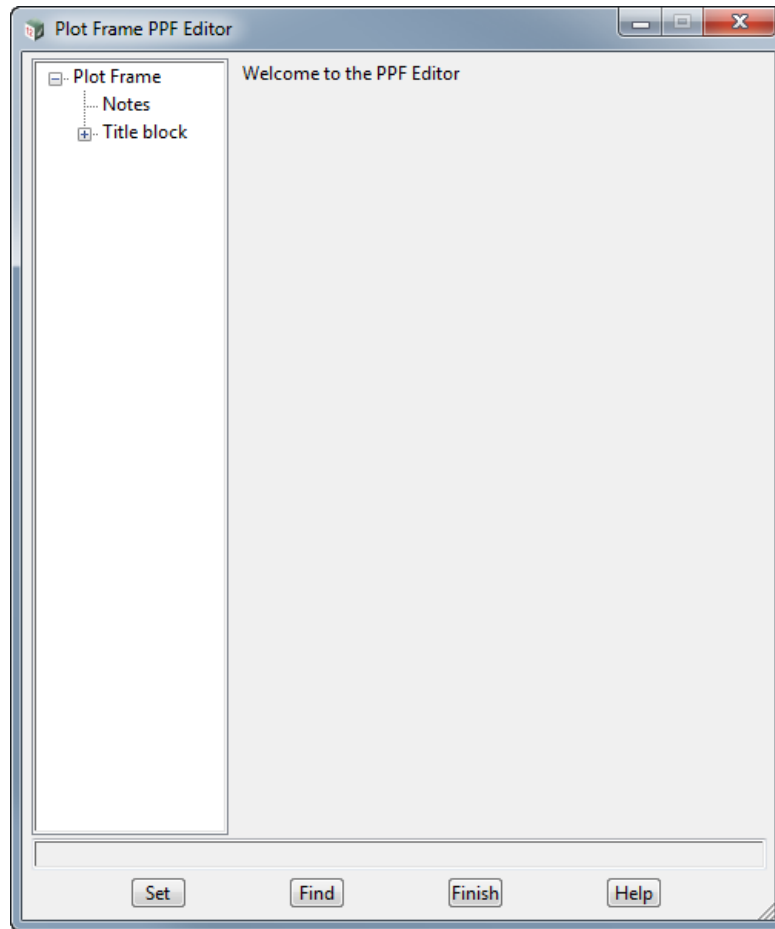 Plot Frame PPF Editor
Plot Frame
Notes
Title block
Welcome to the PPF Editor
Set Find Finish Help